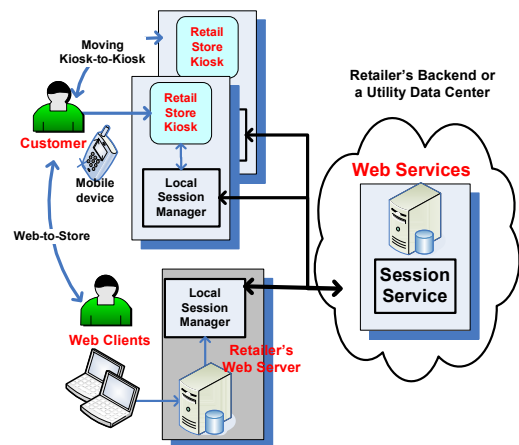 Moving
Kiosk-to-Kiosk
Retail
Store
Kiosk
Retail
Store
Kiosk
Customer
Mobile
device
Local
Session
Manager
Web-to-Store
Web Clients
Local
Session
Manager
Retailer's
Web Server
Retailer's Backend or
a Utility Data Center
Web Services
Session
Service